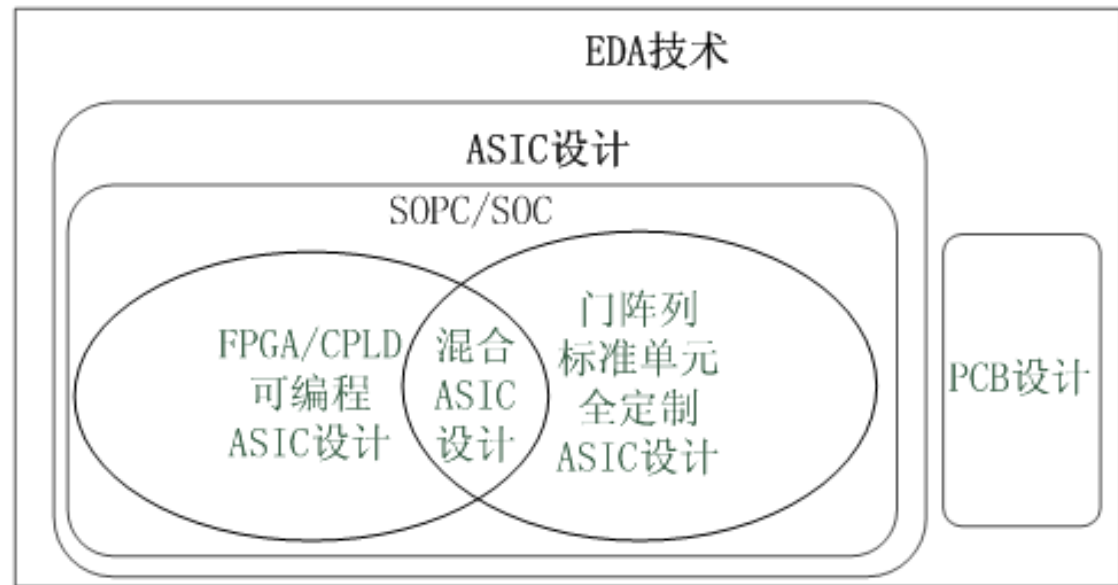 EDA技术
ASIC设计
SOPC/SOC
FPGA/CPLD
可编程
ASIC设计
混合
ASIC
设计
门阵列
标准单元
全定制
ASIC设计
PCB设计